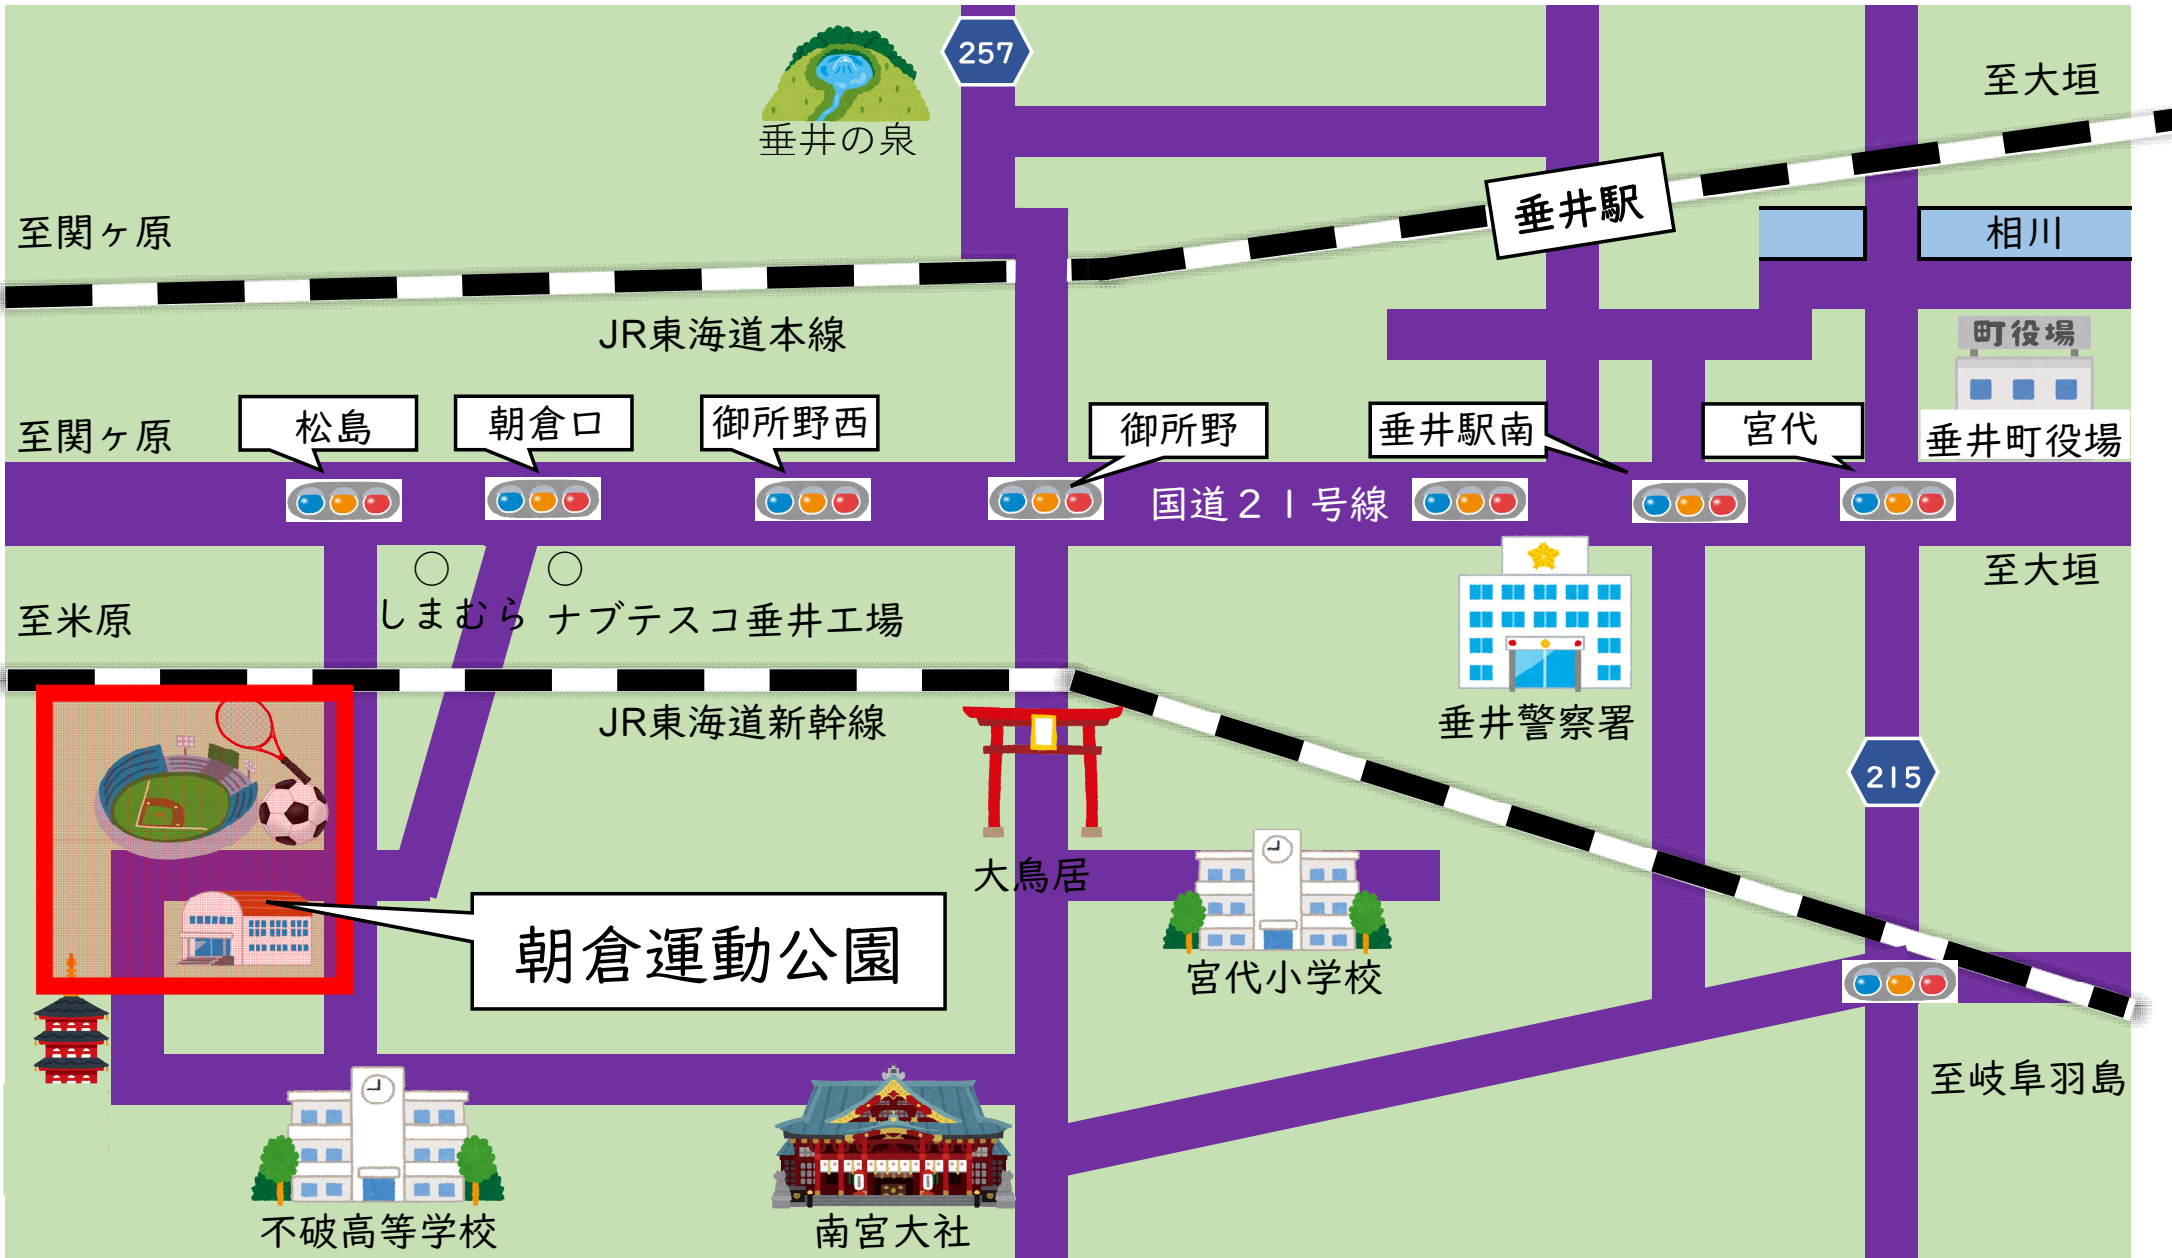 257
至大垣
垂井の泉
垂井駅
至関ヶ原
相川
JR東海道本線
町役場
至関ヶ原
松島
朝倉口
御所野西
御所野
垂井駅南
宮代
垂井町役場
国道21号線
至大垣
○
○
至米原
しまむら
ナブテスコ垂井工場
JR東海道新幹線
垂井警察署
215
大鳥居
朝倉運動公園
宮代小学校
至岐阜羽島
不破高等学校
南宮大社